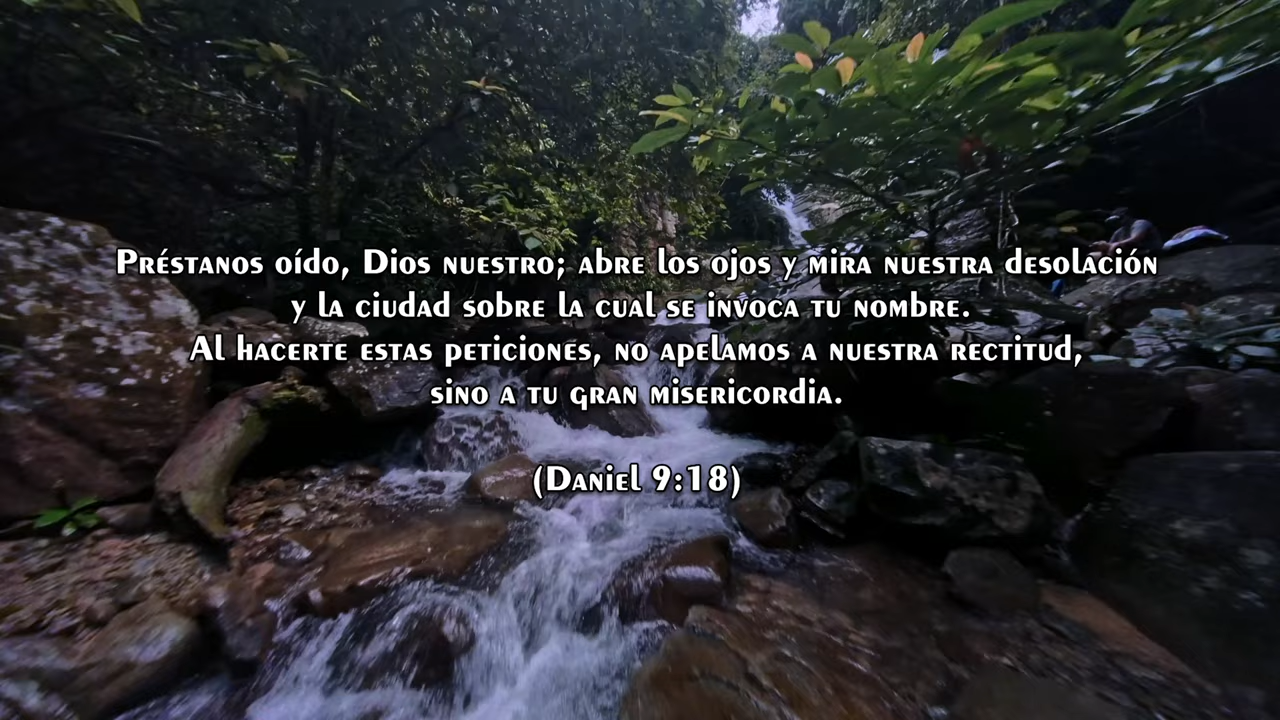 Préstanos oído, Dios nuestro; abre los ojos y mira nuestra desolación
y la ciudad sobre la cual se invoca tu nombre.
Al hacerte estas peticiones, no apelamos a nuestra rectitud,
sino a tu gran misericordia.
(Daniel 9:18)